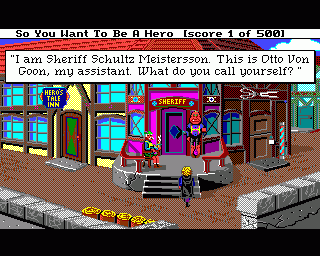 So You Want To Be A Hero [score 1 of 500]
"I am Sheriff Schultz Meistersson. This is Otto Von
Goon, my assistant. What do you call yourself? "
HERO'S
TALE
INN
SHERIFF